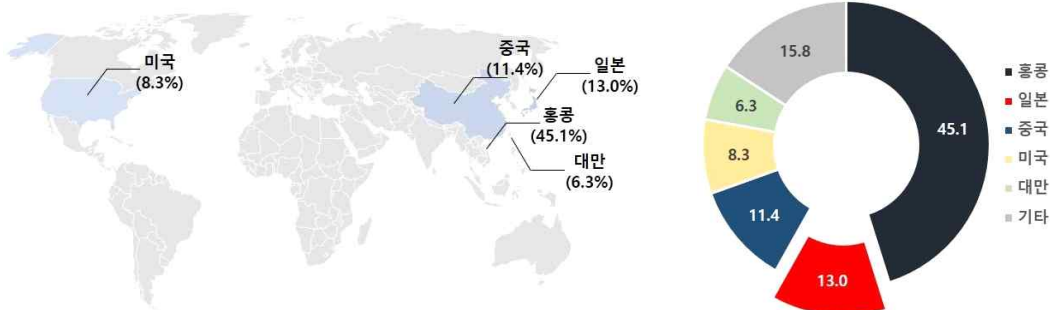 미국
(8.3%)
중국
(11.4%)
일본
(13.0%)
홍콩
(45.1%)
대만
(6.3%)
45.1
13.0
11.4
8.3
6.3
15.8
홍콩
일본
중국
미국
대만
기타